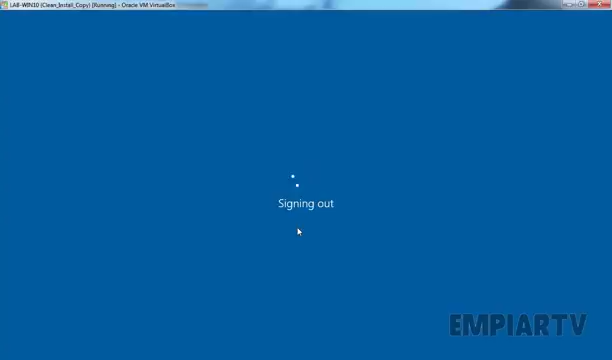 LAB-WIN10 (Clean_Install_Copy) [Running] - Oracle VM VirtualBox
Signing out
EMPIARTV